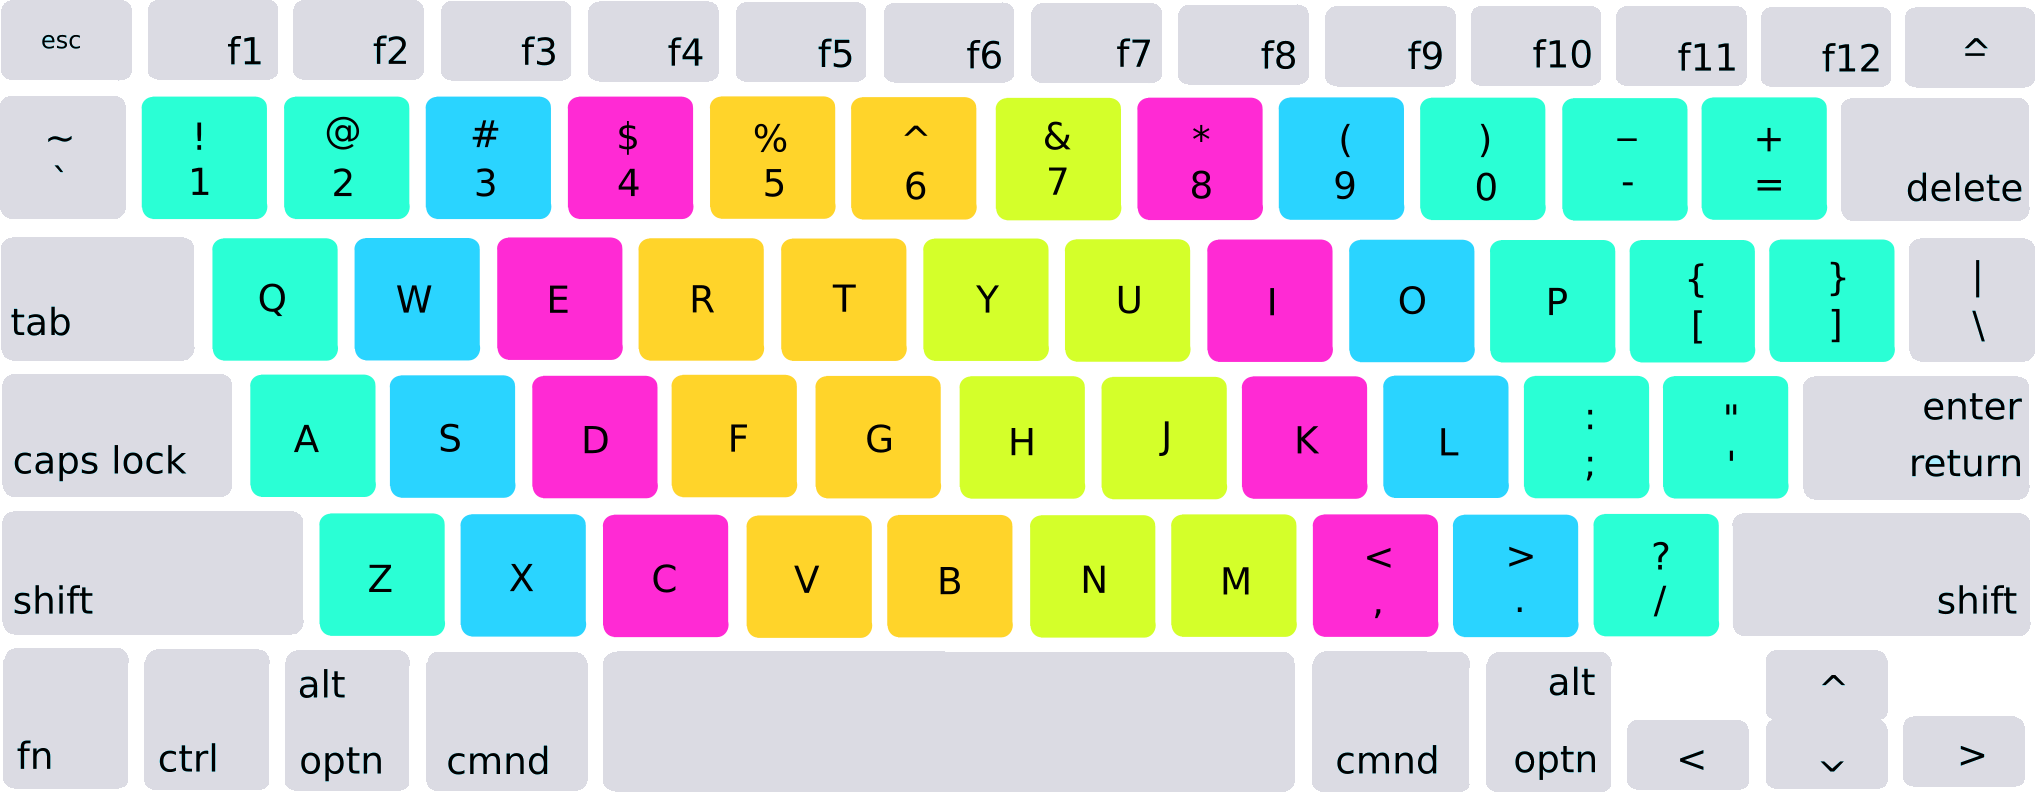 esc f1 f2 f3 f4 f5 f6 f7 f8 f9 f10 f11 f12 ^
~ ! @ # $ % ^ & * ( ) – +
` 1 2 3 4 5 6 7 8 9 0 - = delete
tab Q W E R T Y U I O P { } |
[ ] \
caps lock A S D F G H J K L : " enter
; ' return
shift Z X C V B N M < > ? shift
, . /
alt alt ^
fn ctrl optn cmnd cmnd optn < ⌄ >